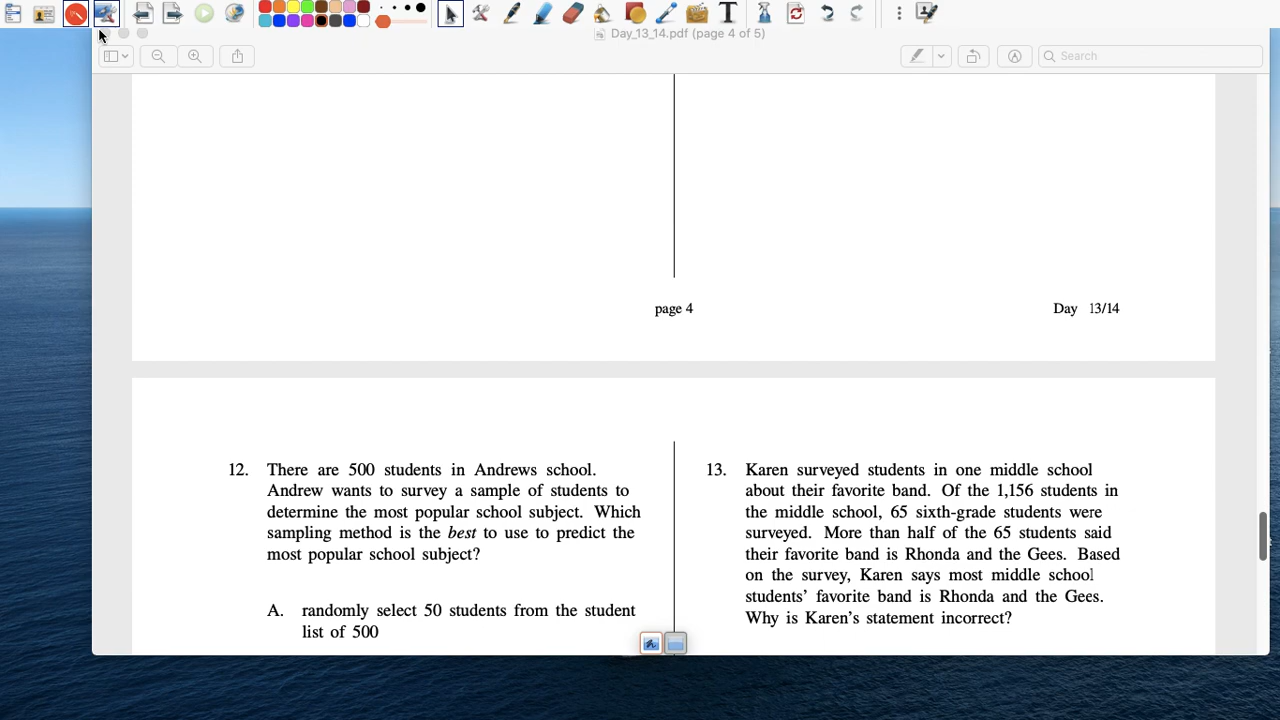 Day_13_14.pdf (page 4 of 5)
Search
page 4
Day 13/14
12. There are 500 students in Andrews school.
Andrew wants to survey a sample of students to
determine the most popular school subject. Which
sampling method is the best to use to predict the
most popular school subject?
A. randomly select 50 students from the student
list of 500
13. Karen surveyed students in one middle school
about their favorite band. Of the 1,156 students in
the middle school, 65 sixth-grade students were
surveyed. More than half of the 65 students said
their favorite band is Rhonda and the Gees. Based
on the survey, Karen says most middle school
students' favorite band is Rhonda and the Gees.
Why is Karen's statement incorrect?